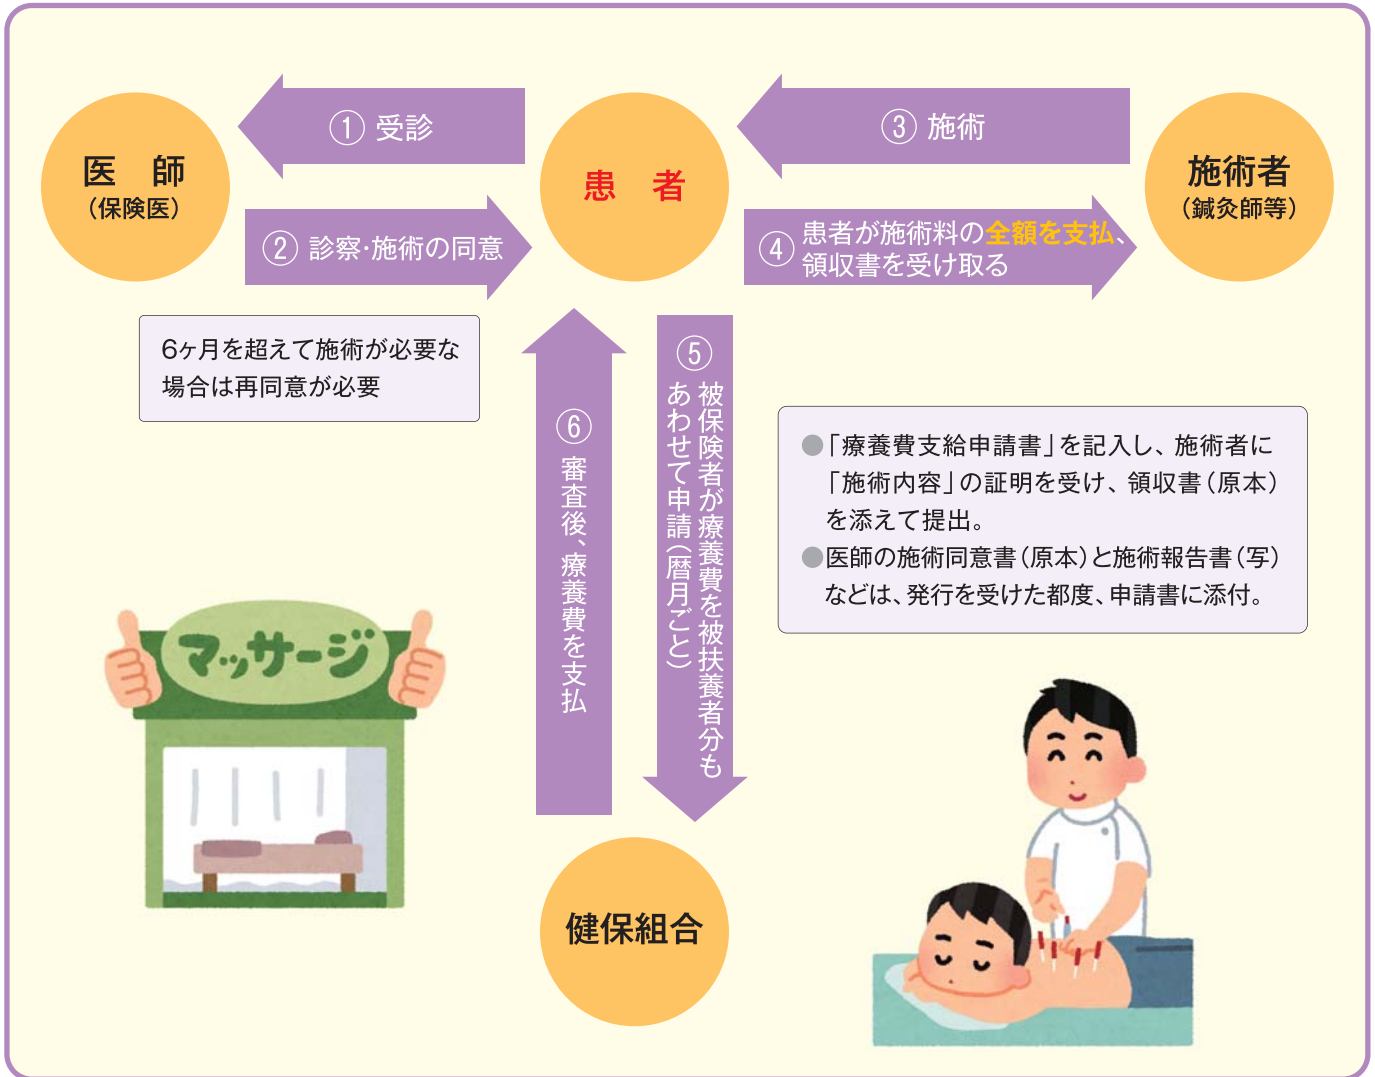 ① 受診
③ 施術
医　師
（保険医）
患　者
施術者
（鍼灸師等）
② 診察・施術の同意
④ 患者が施術料の全額を支払、
領収書を受け取る
6ヶ月を超えて施術が必要な
場合は再同意が必要
⑤
被保険者が療養費を被扶養者分も
あわせて申請（暦月ごと）
⑥ 審査後、療養費を支払
●「療養費支給申請書」を記入し、施術者に
「施術内容」の証明を受け、領収書（原本）
を添えて提出。
●医師の施術同意書（原本）と施術報告書（写）
などは、発行を受けた都度、申請書に添付。
マッサージ
健保組合